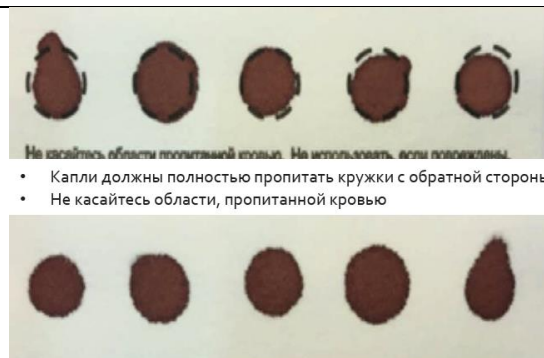 Не касайтесь области пропитанной кровью. Не использовать, если повреждены.
• Капли должны полностью пропитать кружки с обратной стороны
• Не касайтесь области, пропитанной кровью